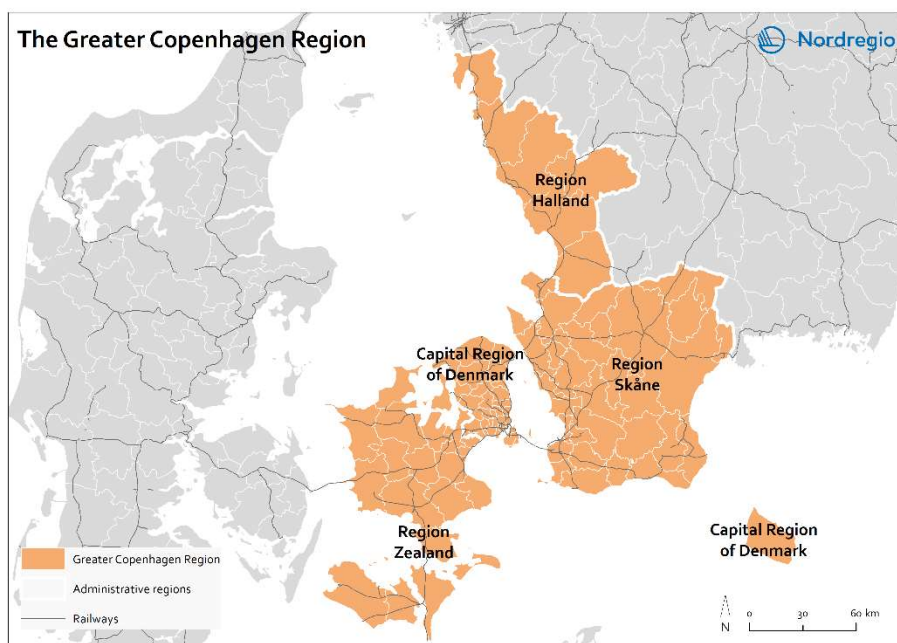 The Greater Copenhagen Region
Nordregio
Region
Halland
Capital Region
of Denmark
Region
Skåne
Region
Zealand
Capital Region
of Denmark
Greater Copenhagen Region
Administrative regions
Railways
N
0 30 60 km